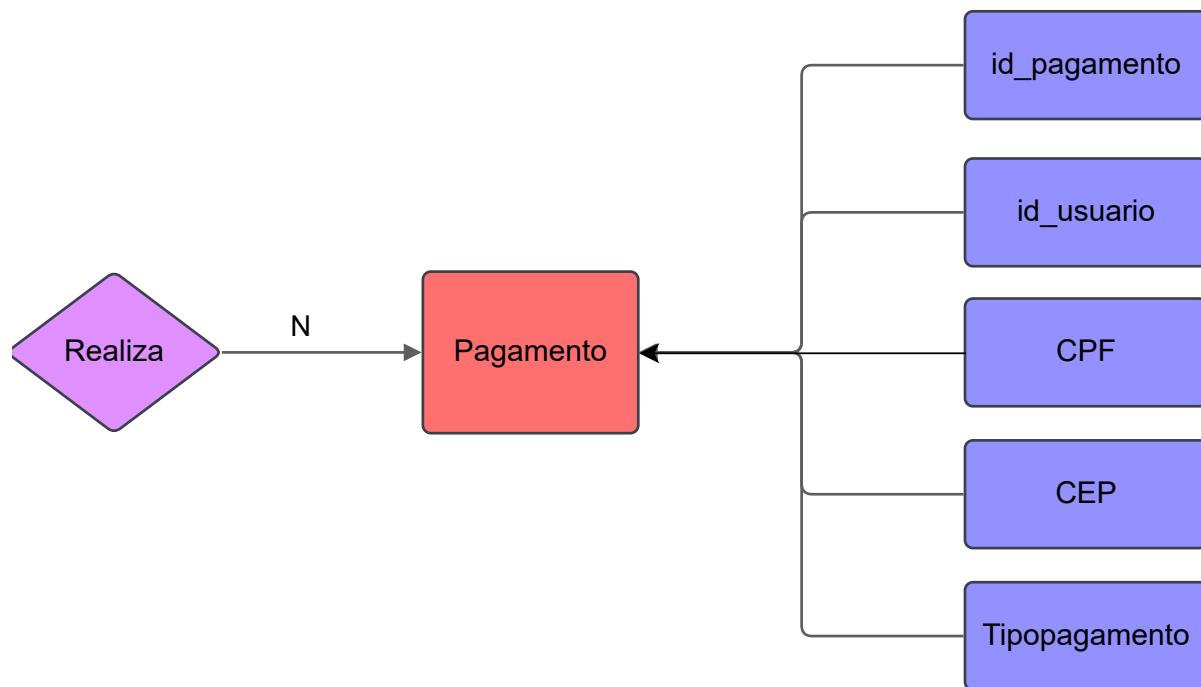 id_pagamento
id_usuario
N
Realiza
Pagamento
CPF
CEP
Tipopagamento